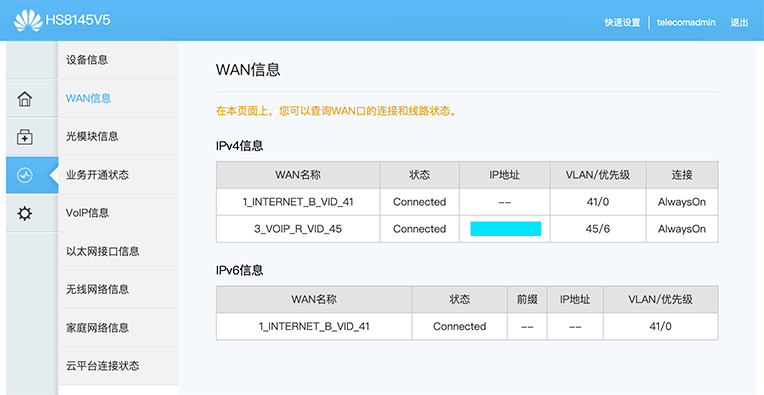 HS8145V5
快速设置 | telecomadmin 退出
设备信息
WAN信息
光模块信息
业务开通状态
VoIP信息
以太网接口信息
无线网络信息
家庭网络信息
云平台连接状态
WAN信息
在本页面上，您可以查询WAN口的连接和线路状态。
IPv4信息
WAN名称 状态 IP地址 VLAN/优先级 连接
1_INTERNET_B_VID_41 Connected -- 41/0 AlwaysOn
3_VOIP_R_VID_45 Connected 45/6 AlwaysOn
IPv6信息
WAN名称 状态 前缀 IP地址 VLAN/优先级
1_INTERNET_B_VID_41 Connected -- -- 41/0
HUAWEI